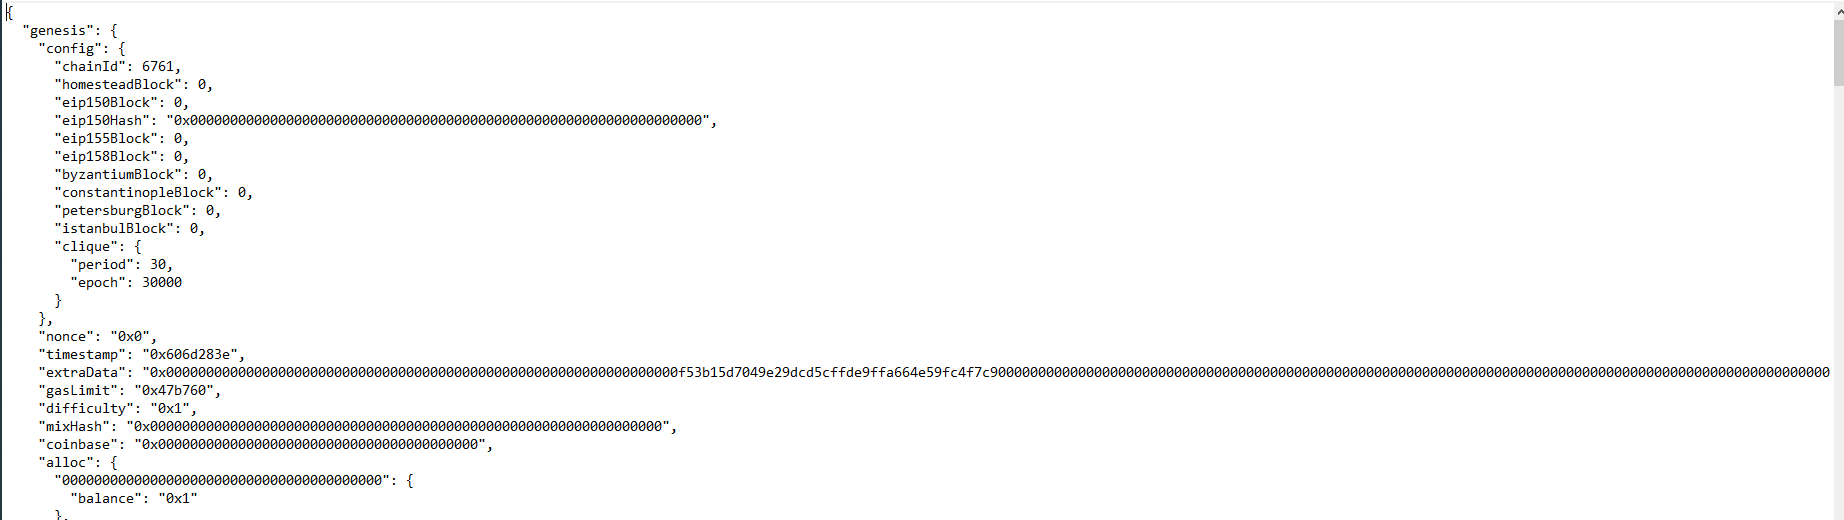 {
"genesis": {
"config": {
"chainId": 6761,
"homesteadBlock": 0,
"eip150Block": 0,
"eip150Hash": "0x0000000000000000000000000000000000000000000000000000000000000000",
"eip155Block": 0,
"eip158Block": 0,
"byzantiumBlock": 0,
"constantinopleBlock": 0,
"petersburgBlock": 0,
"istanbulBlock": 0,
"clique": {
"period": 30,
"epoch": 30000
}
},
"nonce": "0x0",
"timestamp": "0x606d283e",
"extraData": "0x0000000000000000000000000000000000000000000000000000000000000000f53b15d7049e29dcd5cffde9ffa664e59fc4f7c900000000000000000000000000000000000000000000000000000000000000000000000000000000000000000000000000000000
"gasLimit": "0x47b760",
"difficulty": "0x1",
"mixHash": "0x0000000000000000000000000000000000000000000000000000000000000000",
"coinbase": "0x0000000000000000000000000000000000000000",
"alloc": {
"0000000000000000000000000000000000000000": {
"balance": "0x1"
},